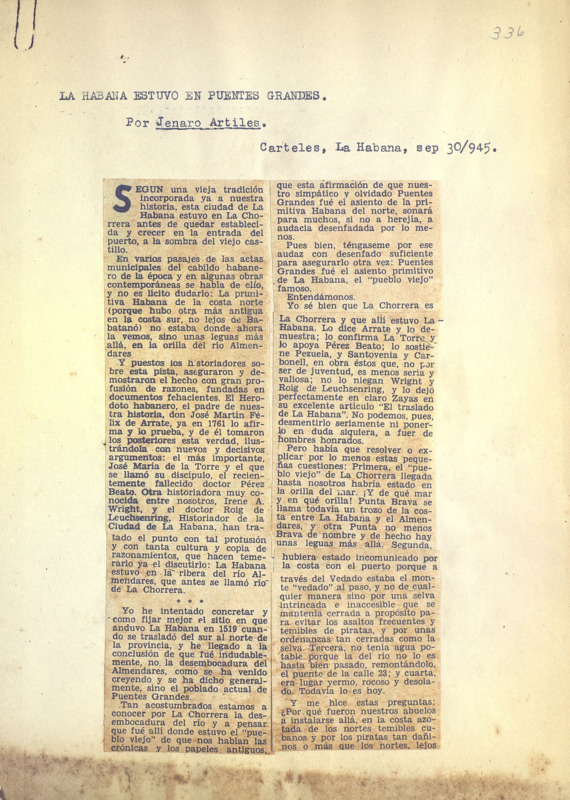 336
LA HABANA ESTUVO EN PUENTES GRANDES.
Por Jenaro Artiles.
Carteles, La Habana, sep 30/945.
SEGUN una vieja tradición
incorporada ya a nuestra
historia, esta ciudad de La
Habana estuvo en La Cho-
rrera antes de quedar estableci-
da y crecer en la entrada del
puerto, a la sombra del viejo cas-
tillo.
En varios pasajes de las actas
municipales del cabildo habane-
ro de la época y en algunas obras
contemporáneas se habla de ello,
y no es lícito dudarlo: La primi-
tiva Habana de la costa norte
(porque hubo otra más antigua
en la costa sur, no lejos de Ba-
batanó) no estaba donde ahora
la vemos, sino unas leguas más
allá, en la orilla del río Almen-
dares
Y puestos los historiadores so-
bre esta pista, aseguraron y de-
mostraron el hecho con gran pro-
fusión de razones, fundadas en
documentos fehacientes. El Hero-
doto habanero, el padre de nues-
tra historia, don José Martín Fé-
lix de Arrate, ya en 1761 lo afir-
ma y lo prueba, y de él tomaron
los posteriores esta verdad, ilus-
trándola con nuevos y decisivos
argumentos: el más importante,
José María de la Torre y el que
se llamó su discípulo, el recien-
temente fallecido doctor Pérez
Beato. Otra historiadora muy co-
nocida entre nosotros, Irene A.
Wright, y el doctor Roig de
Leuchsenring, Historiador de la
Ciudad de La Habana, han tra-
tado el punto con tal profusión
y con tanta cultura y copia de
razonamientos, que hacen teme-
rario ya el discutirlo: La Habana
estuvo en la ribera del río Al-
mendares, que antes se llamó río
de La Chorrera.
* * *
Yo he intentado concretar y
como fijar mejor el sitio en que
anduvo La Habana en 1519 cuan-
do se trasladó del sur al norte de
la provincia, y he llegado a la
conclusión de que fué indudable-
mente, no la desembocadura del
Almendares, como se ha venido
creyendo y se ha dicho general-
mente, sino el poblado actual de
Puentes Grandes.
Tan acostumbrados estamos a
conocer por La Chorrera la des-
embocadura del río y a pensar
que fué allí donde estuvo el "pue-
blo viejo" de que nos hablan las
crónicas y los papeles antiguos,
que esta afirmación de que nues-
tro simpático y olvidado Puentes
Grandes fué el asiento de la pri-
mitiva Habana del norte, sonará
para muchos, si no a herejía, a
audacia desenfadada por lo me-
nos.
Pues bien, téngaseme por ese
audaz con desenfado suficiente
para asegurarlo otra vez: Puentes
Grandes fué el asiento primitivo
de La Habana, el "pueblo viejo"
famoso.
Entendámonos.
Yo sé bien que La Chorrera es
La Chorrera y que allí estuvo La
Habana. Lo dice Arrate y lo de-
muestra; lo confirma La Torre y
lo apoya Pérez Beato; lo sostie-
ne Pezuela, y Santovenia y Car-
bonell, en obra éstos que, no por
ser de juventud, es menos seria y
valiosa; no lo niegan Wright y
Roig de Leuchsenring, y lo dejó
perfectamente en claro Zayas en
su excelente artículo "El traslado
de La Habana". No podemos, pues,
desmentirlo seriamente ni poner-
lo en duda siquiera, a fuer de
hombres honrados.
Pero había que resolver o ex-
plicar por lo menos estas peque-
ñas cuestiones: Primera, el "pue-
blo viejo" de La Chorrera llegada
hasta nosotros habría estado en
la orilla del mar. ¡Y de qué mar
y en qué orilla! Punta Brava se
llama todavía un trozo de la cos-
ta entre La Habana y el Almen-
dares, y otra Punta no menos
Brava de nombre y de hecho hay
unas leguas más allá. Segunda,
hubiera estado incomunicado por
la costa con el puerto porque a
través del Vedado estaba el mon-
te "vedado" al paso, y no de cual-
quier manera sino por una selva
intrincada e inaccesible que se
mantenía cerrada a propósito pa-
ra evitar los asaltos frecuentes y
temibles de piratas, y por unas
ordenanzas tan cerradas como la
selva. Tercera, no tenía agua po-
table porque la del río no lo es
hasta bien pasado, remontándolo,
el puente de la calle 23; y cuarta,
era lugar yermo, rocoso y desola-
do. Todavía lo es hoy.
Y me hice estas preguntas:
¿Por qué fueron nuestros abuelos
a instalarse allá, en la costa azo-
tada de los nortes temibles cu-
banos y por los piratas tan dañi-
nos o más que los nortes, lejos